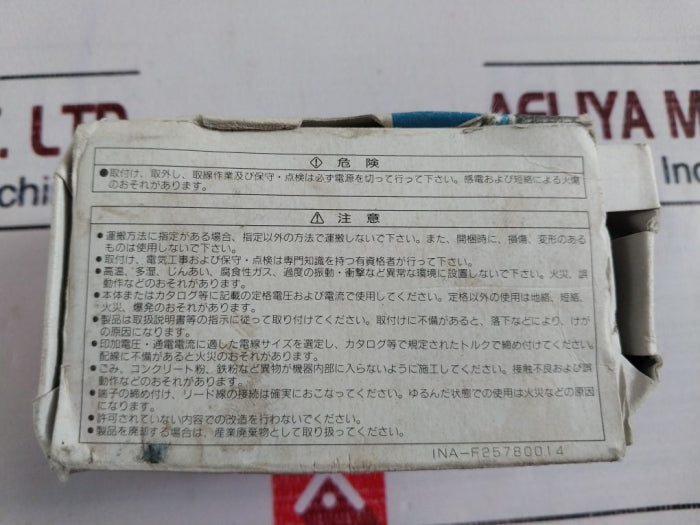 . LTD
ASLIYA M
chi
Ind
危 険
●取付け、取外し、取線作業及び保守・点検は必ず電源を切って行って下さい。感電および短絡による火傷
のおそれがあります。
注 意
●運搬方法に指定がある場合、指定以外の方法で運搬しないで下さい。また、開梱時に、損傷、変形のある
ものは使用しないで下さい。
●取付け、電気工事および保守・点検は専門知識を持つ有資格者が行って下さい。
●高温、多湿、じんあい、腐食性ガス、過度の振動・衝撃など異常な環境に設置しないで下さい。火災、誤
動作などのおそれがあります。
●本体またはカタログ等に記載の定格電圧および電流で使用してください。定格以外の使用は地絡、短絡、
火災、爆発のおそれがあります。
●製品は取扱説明書等の指示に従って取り付けてください。取付けに不備があると、落下などにより、けが
の原因になります。
●印加電圧・通電電流に適した電線サイズを選定し、カタログ等で規定されたトルクで締め付けてください。
配線に不備があると火災のおそれがあります。
●ごみ、コンクリート粉、鉄粉など異物が機器内部に入らないように施工してください。接触不良および誤
動作などのおそれがあります。
●端子の締め付け、リード線の接続は確実におこなってください。ゆるんだ状態での使用は火災などの原因
になります。
●許可されていない内容での改造を行わないでください。
●製品を廃却する場合は、産業廃棄物として取り扱ってください。
INA-F25780014